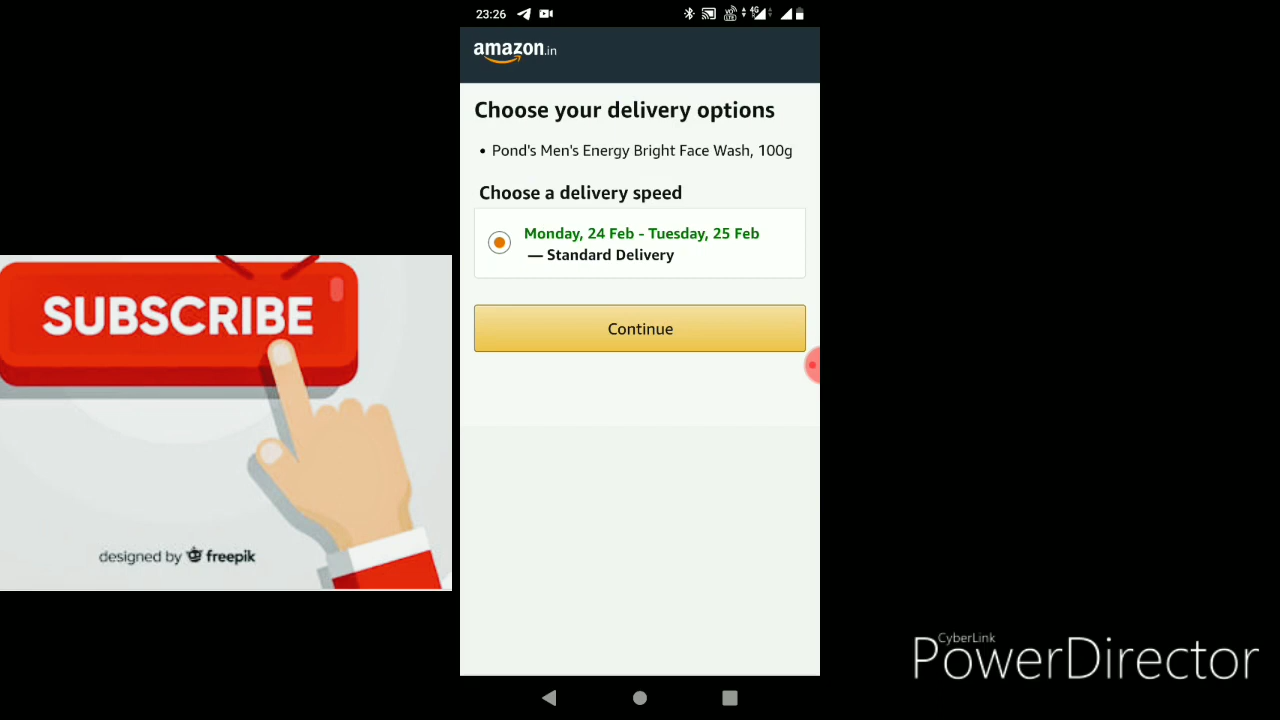 23:26
4G
amazon.in
Choose your delivery options
• Pond's Men's Energy Bright Face Wash, 100g
Choose a delivery speed
Monday, 24 Feb - Tuesday, 25 Feb
— Standard Delivery
Continue
SUBSCRIBE
designed by freepik
CyberLink
PowerDirector